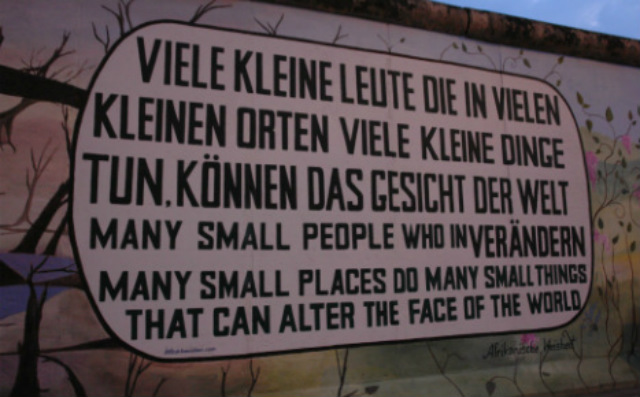 VIELE KLEINE LEUTE DIE IN VIELEN
KLEINEN ORTEN VIELE KLEINE DINGE
TUN, KÖNNEN DAS GESICHT DER WELT
MANY SMALL PEOPLE WHO IN VERÄNDERN
MANY SMALL PLACES DO MANY SMALL THINGS
THAT CAN ALTER THE FACE OF THE WORLD
Afrikanische Weisheit